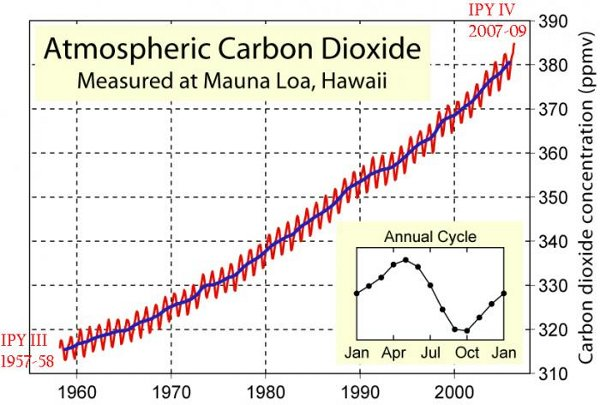 IPY IV
2007-09
Atmospheric Carbon Dioxide
Measured at Mauna Loa, Hawaii
390
380
370
360
350
340
330
320
310
Carbon dioxide concentration (ppmv)
Annual Cycle
Jan Apr Jul Oct Jan
IPY III
1957-58
1960 1970 1980 1990 2000